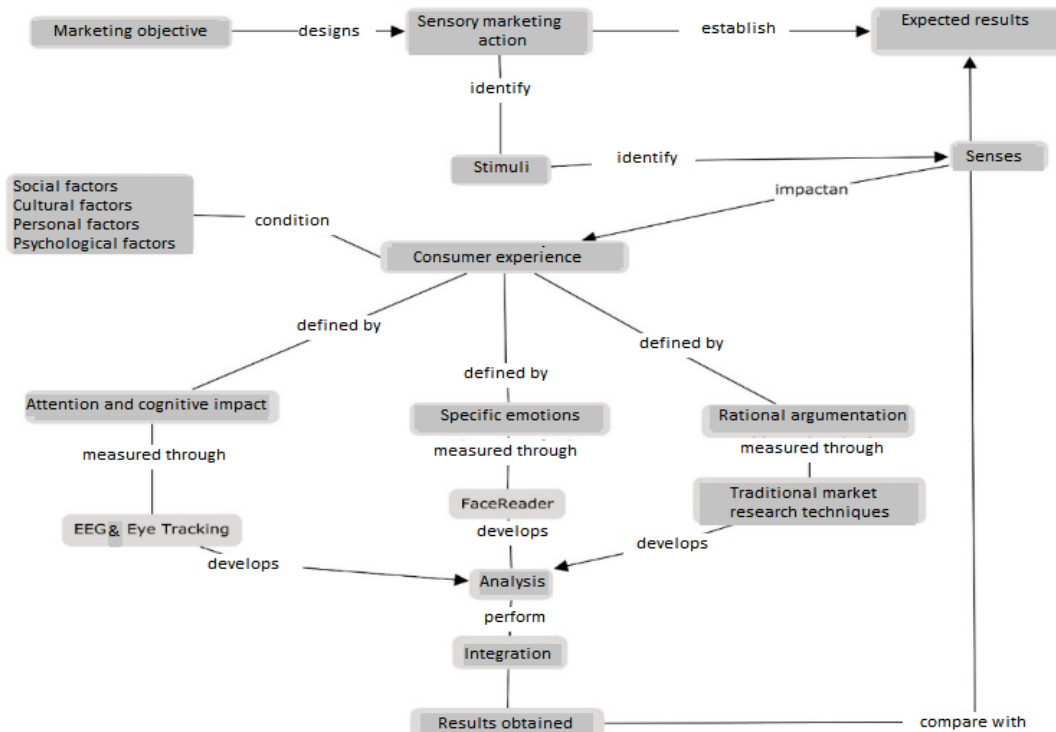 Marketing objective
designs
Sensory marketing
action
establish
Expected results
identify
Stimuli
identify
Senses
impactan
Social factors
Cultural factors
Personal factors
Psychological factors
condition
Consumer experience
defined by
defined by
defined by
Attention and cognitive impact
Specific emotions
Rational argumentation
measured through
measured through
measured through
EEG& Eye Tracking
FaceReader
Traditional market
research techniques
develops
develops
develops
Analysis
perform
Integration
Results obtained
compare with